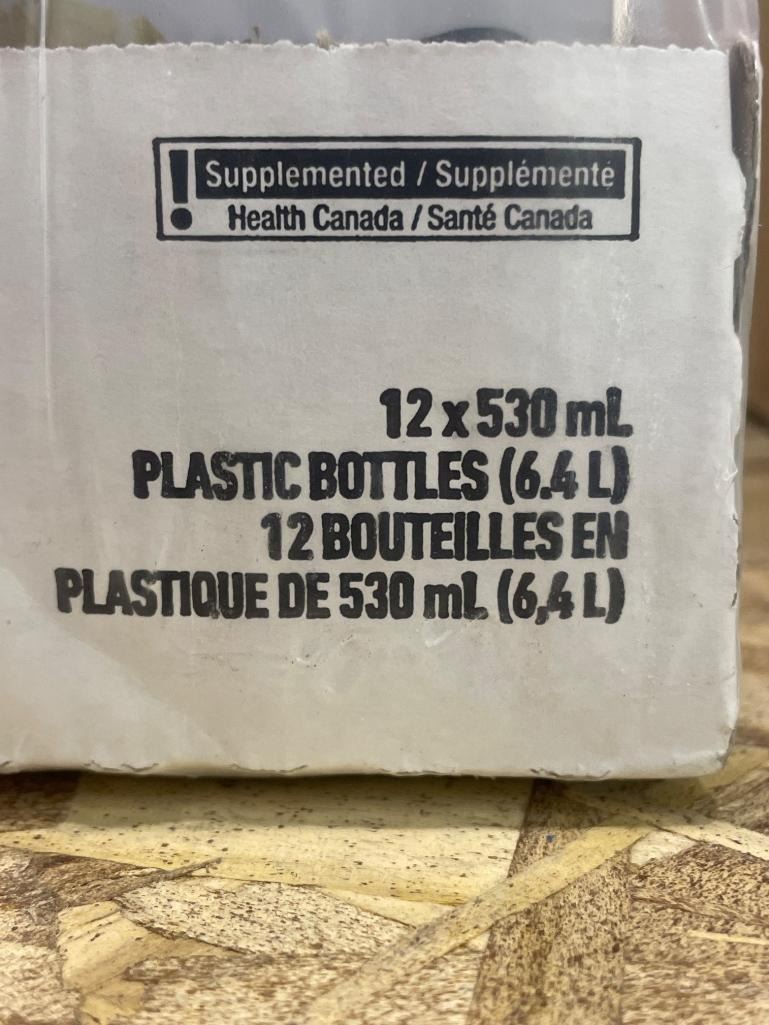 ! Supplemented / Supplémenté
Health Canada / Santé Canada
12 x 530 mL
PLASTIC BOTTLES (6.4 L)
12 BOUTEILLES EN
PLASTIQUE DE 530 mL (6,4 L)